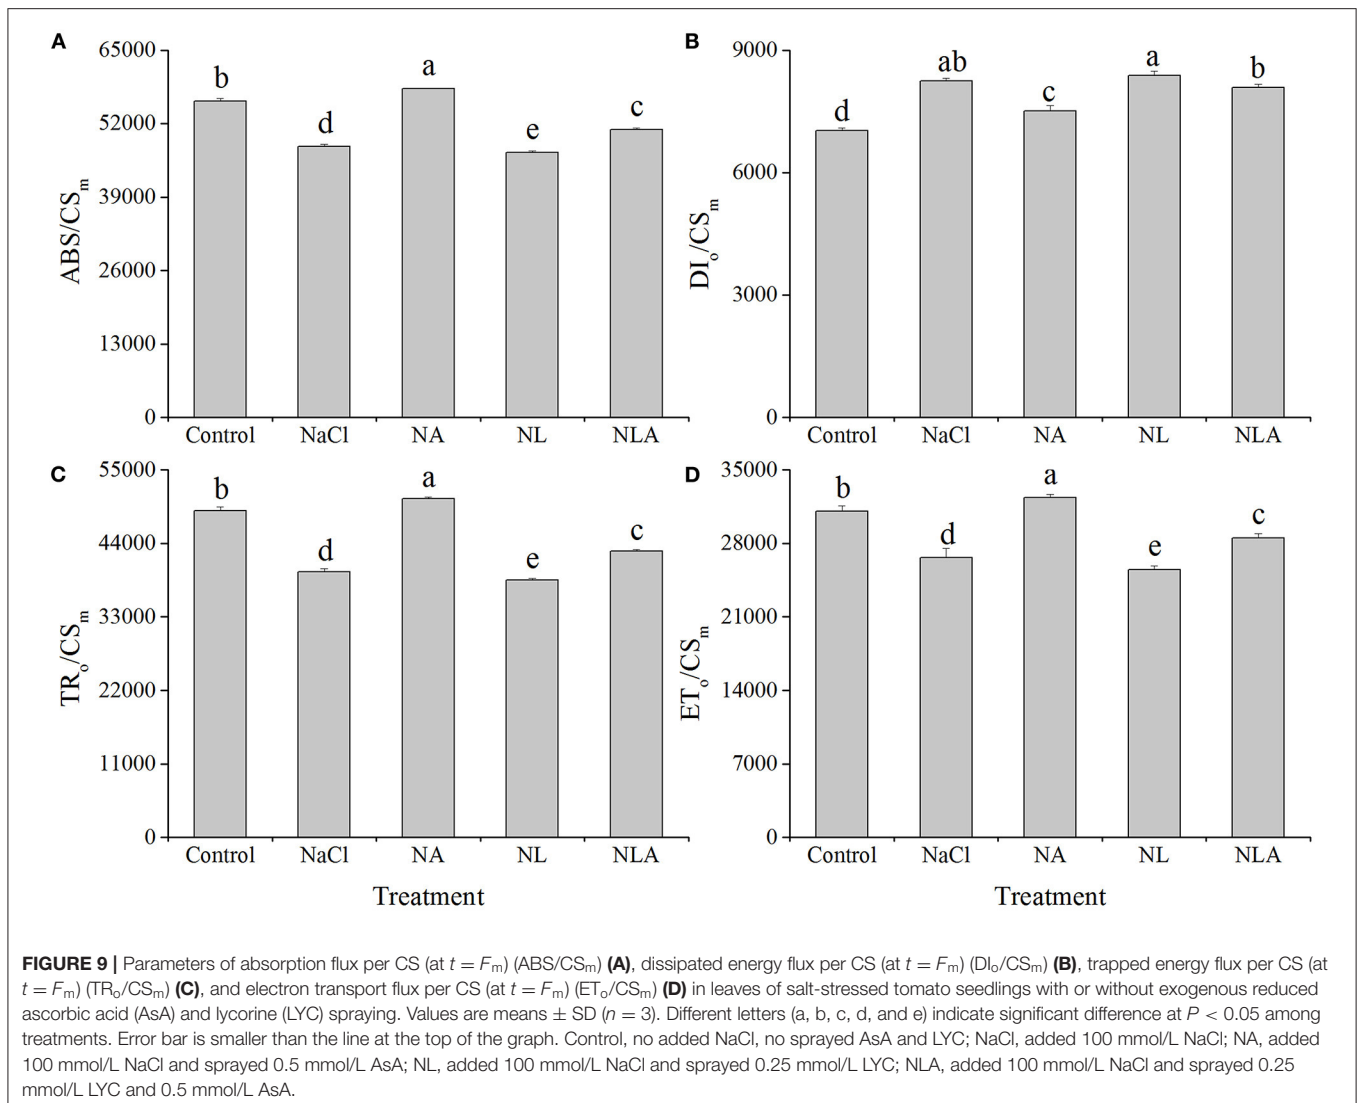 A
65000
52000
39000
26000
13000
0
ABS/CSm
b
d
a
e
c
Control NaCl NA NL NLA
B
9000
6000
3000
0
DIo/CSm
d
ab
c
a
b
Control NaCl NA NL NLA
C
55000
44000
33000
22000
11000
0
TRo/CSm
b
d
a
e
c
Control NaCl NA NL NLA
Treatment
D
35000
28000
21000
14000
7000
0
ETo/CSm
b
d
a
e
c
Control NaCl NA NL NLA
Treatment
FIGURE 9 | Parameters of absorption flux per CS (at t = Fm) (ABS/CSm) (A), dissipated energy flux per CS (at t = Fm) (DIo/CSm) (B), trapped energy flux per CS (at
t = Fm) (TRo/CSm) (C), and electron transport flux per CS (at t = Fm) (ETo/CSm) (D) in leaves of salt-stressed tomato seedlings with or without exogenous reduced
ascorbic acid (AsA) and lycorine (LYC) spraying. Values are means ± SD (n = 3). Different letters (a, b, c, d, and e) indicate significant difference at P < 0.05 among
treatments. Error bar is smaller than the line at the top of the graph. Control, no added NaCl, no sprayed AsA and LYC; NaCl, added 100 mmol/L NaCl; NA, added
100 mmol/L NaCl and sprayed 0.5 mmol/L AsA; NL, added 100 mmol/L NaCl and sprayed 0.25 mmol/L LYC; NLA, added 100 mmol/L NaCl and sprayed 0.25
mmol/L LYC and 0.5 mmol/L AsA.